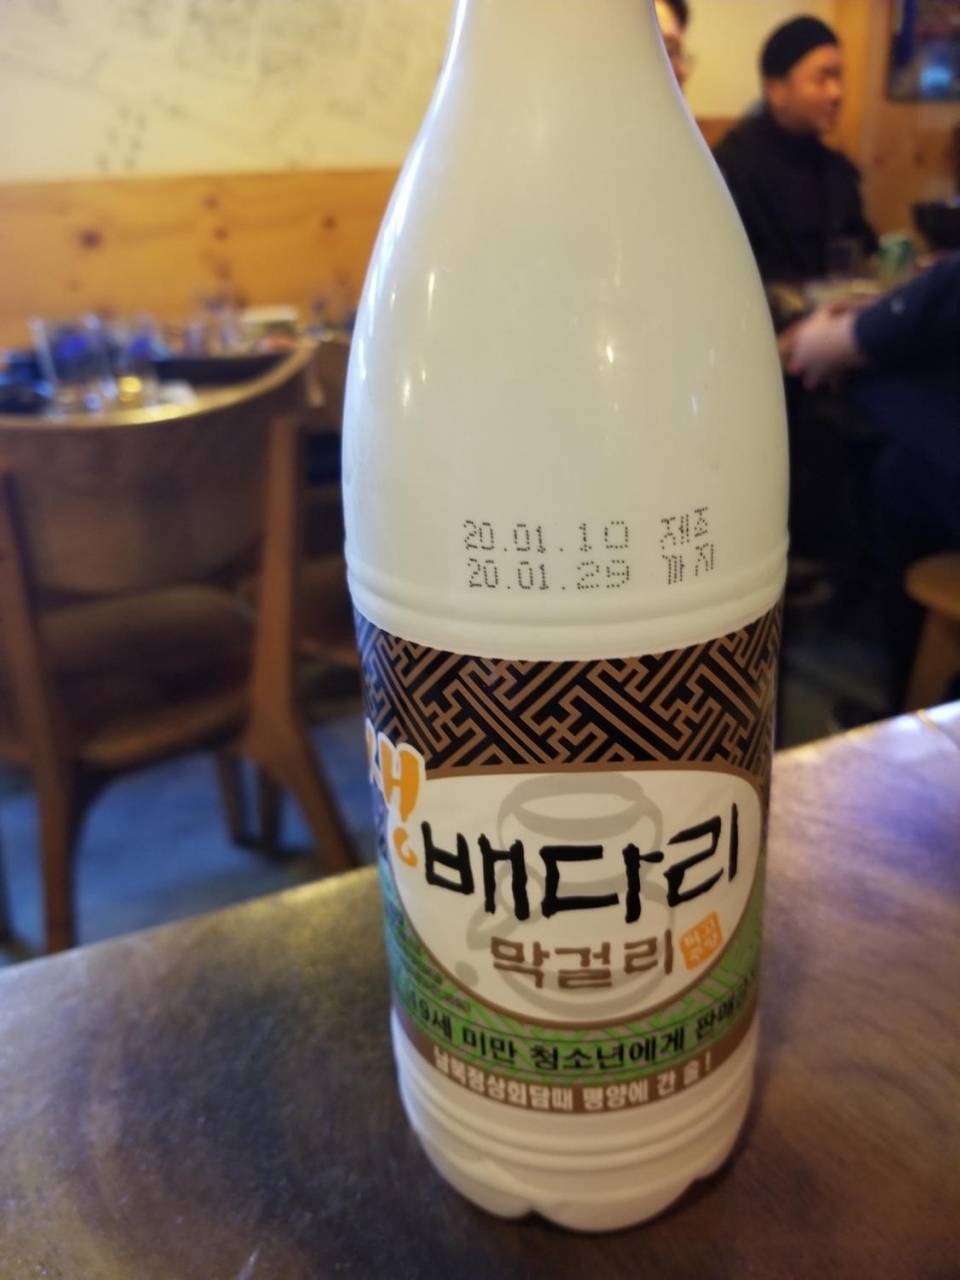 20.01.10 제조
20.01.29 까지
생!
배다리
막걸리
19세 미만 청소년에게 판매금
남북정상회담때 평양에 간 술!